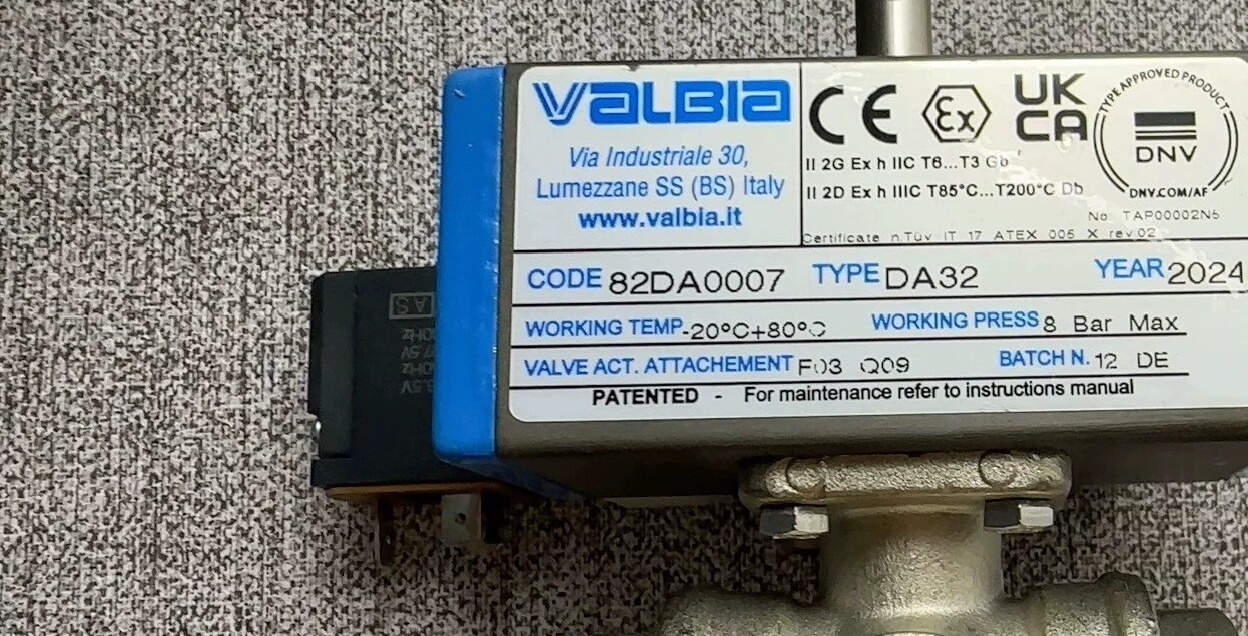 VALBIA
Via Industriale 30,
Lumezzane SS (BS) Italy
www.valbia.it
CE Ex UK CA
TYPE APPROVED PRODUCT
DNV
DNV.COM/AF
II 2G Ex h IIC T6...T3 Gb
II 2D Ex h IIIC T85°C...T200°C Db
No. TAP00002N5
Certificate n.Tüv IT 17 ATEX 005 X rev.02
CODE 82DA0007 TYPE DA32 YEAR 2024
WORKING TEMP -20°C+80°C WORKING PRESS 8 Bar Max
VALVE ACT. ATTACHEMENT F03 Q09 BATCH N. 12 DE
PATENTED - For maintenance refer to instructions manual